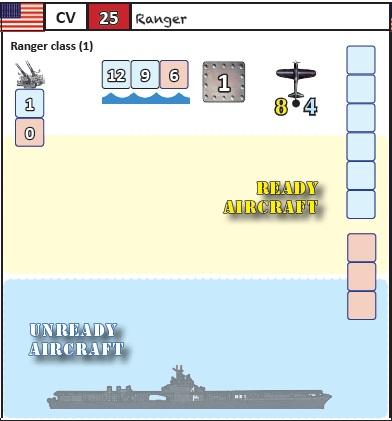 CV 25 Ranger
Ranger class (1)
12 9 6 1
8 4
1
0
READY
AIRCRAFT
UNREADY
AIRCRAFT